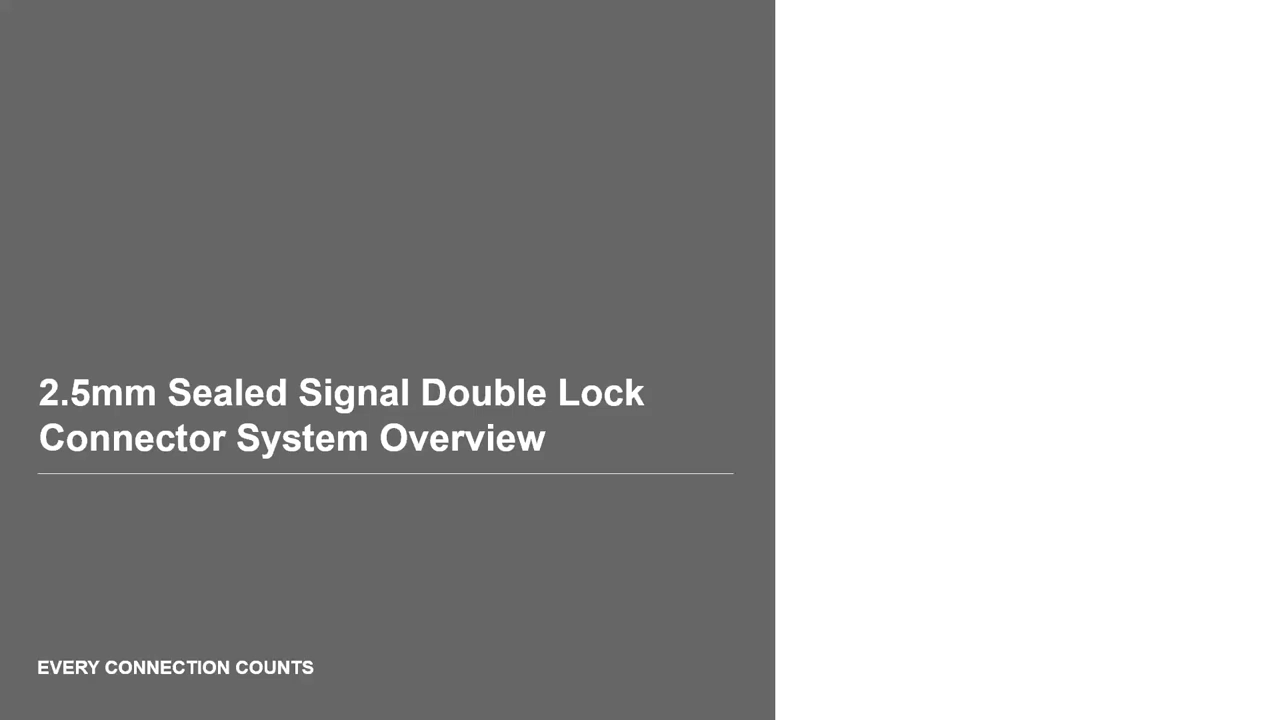 2.5mm Sealed Signal Double Lock
Connector System Overview
EVERY CONNECTION COUNTS